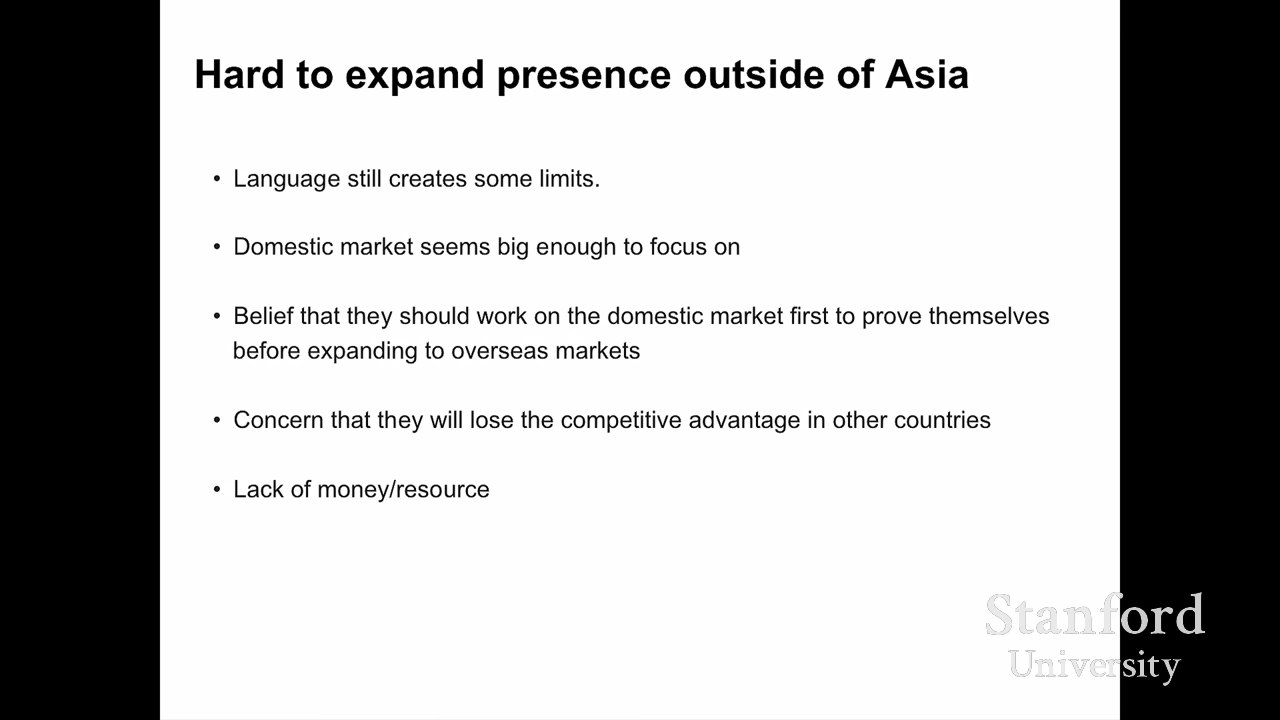 Hard to expand presence outside of Asia
• Language still creates some limits.
• Domestic market seems big enough to focus on
• Belief that they should work on the domestic market first to prove themselves
before expanding to overseas markets
• Concern that they will lose the competitive advantage in other countries
• Lack of money/resource
Stanford
University